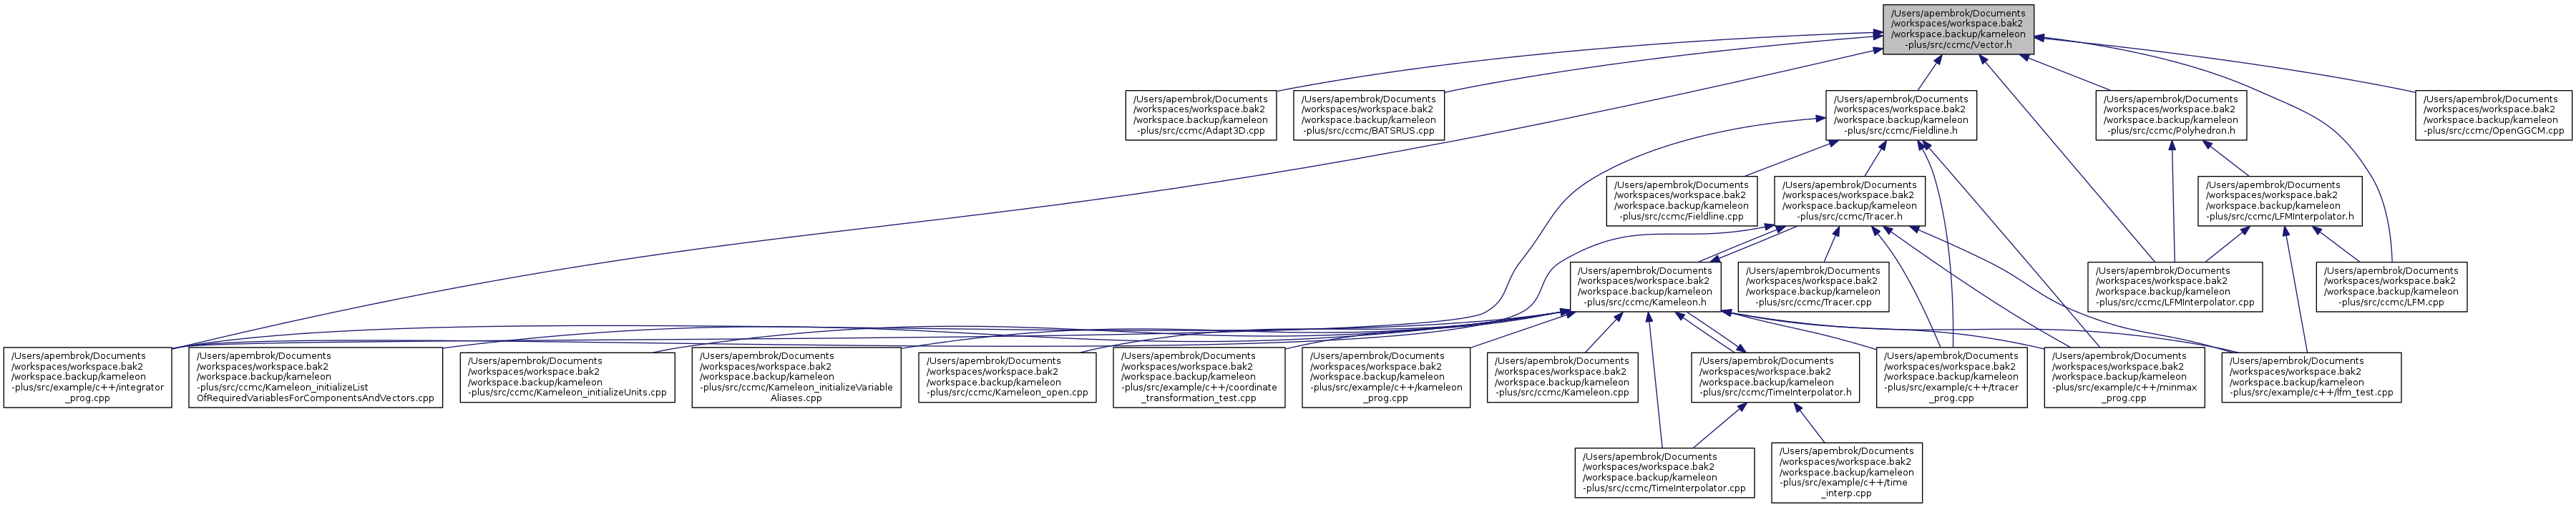 /Users/apembrok/Documents
/workspaces/workspace.bak2
/workspace.backup/kameleon
-plus/src/ccmc/Vector.h
/Users/apembrok/Documents
/workspaces/workspace.bak2
/workspace.backup/kameleon
-plus/src/ccmc/Adapt3D.cpp
/Users/apembrok/Documents
/workspaces/workspace.bak2
/workspace.backup/kameleon
-plus/src/ccmc/BATSRUS.cpp
/Users/apembrok/Documents
/workspaces/workspace.bak2
/workspace.backup/kameleon
-plus/src/ccmc/Fieldline.h
/Users/apembrok/Documents
/workspaces/workspace.bak2
/workspace.backup/kameleon
-plus/src/ccmc/Polyhedron.h
/Users/apembrok/Documents
/workspaces/workspace.bak2
/workspace.backup/kameleon
-plus/src/ccmc/OpenGGCM.cpp
/Users/apembrok/Documents
/workspaces/workspace.bak2
/workspace.backup/kameleon
-plus/src/ccmc/Fieldline.cpp
/Users/apembrok/Documents
/workspaces/workspace.bak2
/workspace.backup/kameleon
-plus/src/ccmc/Tracer.h
/Users/apembrok/Documents
/workspaces/workspace.bak2
/workspace.backup/kameleon
-plus/src/ccmc/LFMInterpolator.h
/Users/apembrok/Documents
/workspaces/workspace.bak2
/workspace.backup/kameleon
-plus/src/ccmc/Kameleon.h
/Users/apembrok/Documents
/workspaces/workspace.bak2
/workspace.backup/kameleon
-plus/src/ccmc/Tracer.cpp
/Users/apembrok/Documents
/workspaces/workspace.bak2
/workspace.backup/kameleon
-plus/src/ccmc/LFMInterpolator.cpp
/Users/apembrok/Documents
/workspaces/workspace.bak2
/workspace.backup/kameleon
-plus/src/ccmc/LFM.cpp
/Users/apembrok/Documents
/workspaces/workspace.bak2
/workspace.backup/kameleon
-plus/src/example/c++/integrator
_prog.cpp
/Users/apembrok/Documents
/workspaces/workspace.bak2
/workspace.backup/kameleon
-plus/src/ccmc/Kameleon_initializeList
OfRequiredVariablesForComponentsAndVectors.cpp
/Users/apembrok/Documents
/workspaces/workspace.bak2
/workspace.backup/kameleon
-plus/src/ccmc/Kameleon_initializeUnits.cpp
/Users/apembrok/Documents
/workspaces/workspace.bak2
/workspace.backup/kameleon
-plus/src/ccmc/Kameleon_initializeVariable
Aliases.cpp
/Users/apembrok/Documents
/workspaces/workspace.bak2
/workspace.backup/kameleon
-plus/src/ccmc/Kameleon_open.cpp
/Users/apembrok/Documents
/workspaces/workspace.bak2
/workspace.backup/kameleon
-plus/src/example/c++/coordinate
_transformation_test.cpp
/Users/apembrok/Documents
/workspaces/workspace.bak2
/workspace.backup/kameleon
-plus/src/example/c++/kameleon
_prog.cpp
/Users/apembrok/Documents
/workspaces/workspace.bak2
/workspace.backup/kameleon
-plus/src/ccmc/Kameleon.cpp
/Users/apembrok/Documents
/workspaces/workspace.bak2
/workspace.backup/kameleon
-plus/src/ccmc/TimeInterpolator.h
/Users/apembrok/Documents
/workspaces/workspace.bak2
/workspace.backup/kameleon
-plus/src/example/c++/tracer
_prog.cpp
/Users/apembrok/Documents
/workspaces/workspace.bak2
/workspace.backup/kameleon
-plus/src/example/c++/minmax
_prog.cpp
/Users/apembrok/Documents
/workspaces/workspace.bak2
/workspace.backup/kameleon
-plus/src/example/c++/lfm_test.cpp
/Users/apembrok/Documents
/workspaces/workspace.bak2
/workspace.backup/kameleon
-plus/src/ccmc/TimeInterpolator.cpp
/Users/apembrok/Documents
/workspaces/workspace.bak2
/workspace.backup/kameleon
-plus/src/example/c++/time
_interp.cpp